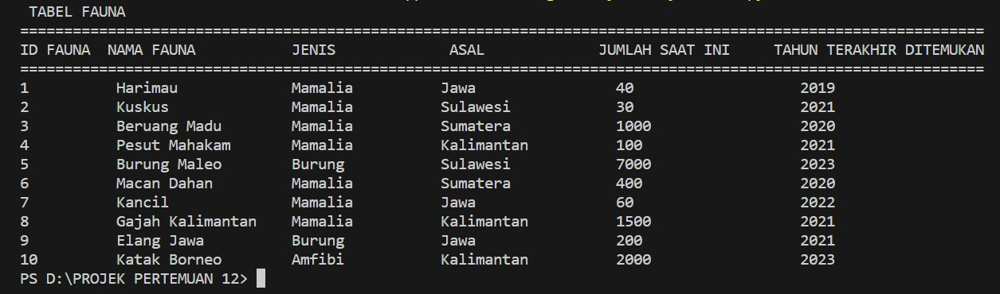 TABEL FAUNA
==============================================================================================================
ID FAUNA  NAMA FAUNA           JENIS             ASAL             JUMLAH SAAT INI     TAHUN TERAKHIR DITEMUKAN
==============================================================================================================
1          Harimau             Mamalia          Jawa                40                   2019
2          Kuskus              Mamalia          Sulawesi            30                   2021
3          Beruang Madu        Mamalia          Sumatera            1000                 2020
4          Pesut Mahakam       Mamalia          Kalimantan          100                  2021
5          Burung Maleo        Burung           Sulawesi            7000                 2023
6          Macan Dahan         Mamalia          Sumatera            400                  2020
7          Kancil              Mamalia          Jawa                60                   2022
8          Gajah Kalimantan    Mamalia          Kalimantan          1500                 2021
9          Elang Jawa          Burung           Jawa                200                  2021
10         Katak Borneo        Amfibi           Kalimantan          2000                 2023
PS D:\PROJEK PERTEMUAN 12>